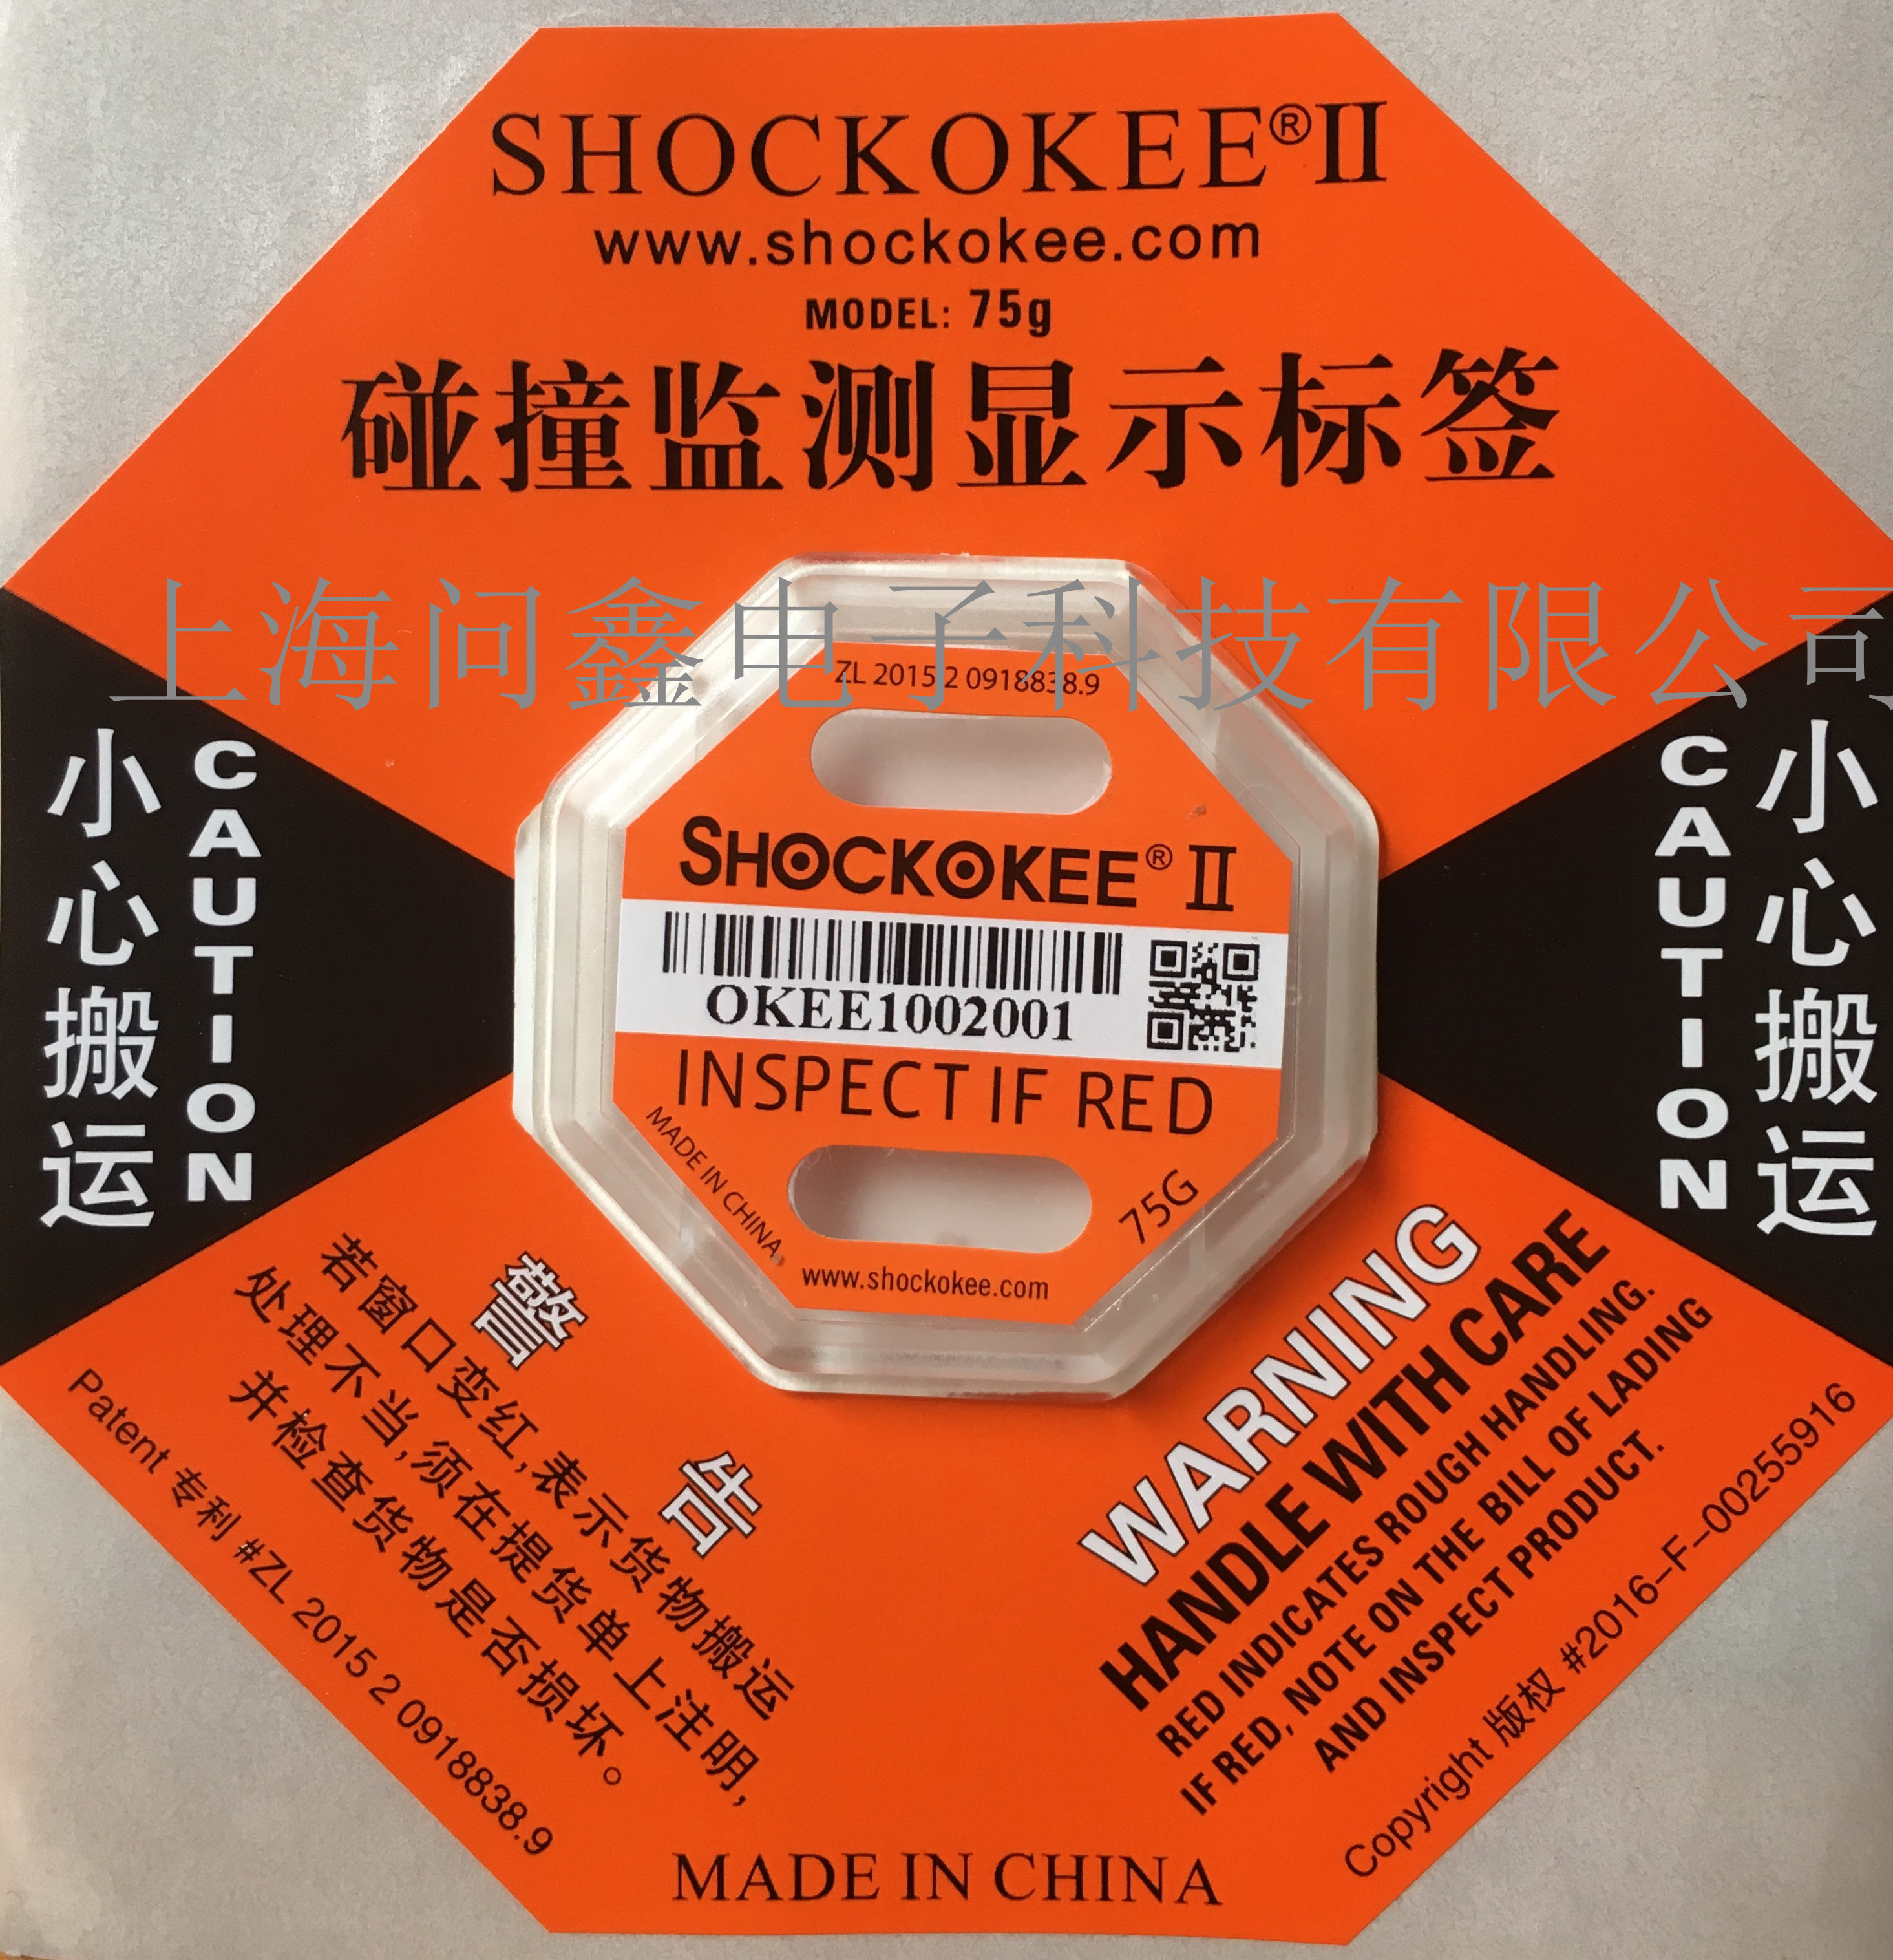 SHOCKOKEE®II
www.shockokee.com
MODEL: 75g
碰撞监测显示标签
上海问鑫电子科技有限公司
小心搬运
CAUTION
ZL 2015 2 0918838.9
SHOCKOKEE® II
OKEE1002001
INSPECT IF RED
MADE IN CHINA
75G
www.shockokee.com
CAUTION
小心搬运
警告
若窗口变红,表示货物搬运
处理不当,须在提货单上注明,
并检查货物是否损坏。
Patent 专利 #ZL 2015 2 0918838.9
WARNING
HANDLE WITH CARE
RED INDICATES ROUGH HANDLING.
IF RED, NOTE ON THE BILL OF LADING
AND INSPECT PRODUCT.
Copyright 版权 #2016-F-00255916
MADE IN CHINA